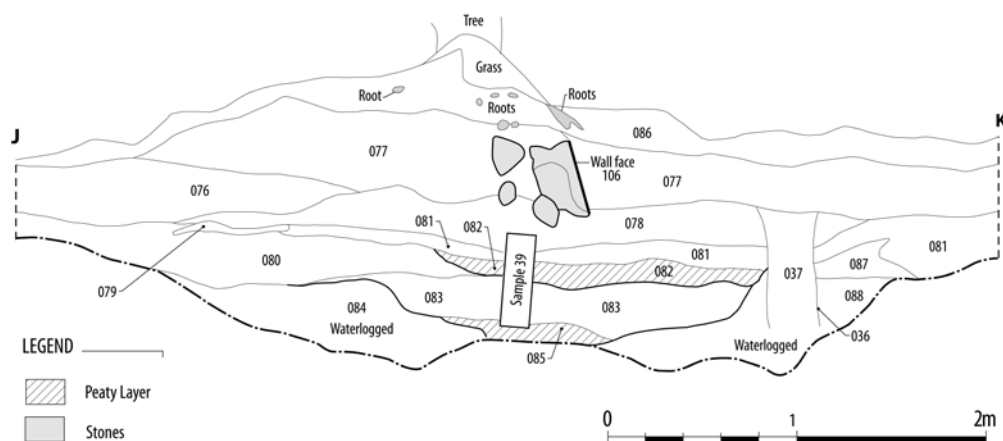 Tree
Grass
Root
Roots
Roots
086
J
K
077
Wall face
106
077
076
078
081
082
081
081
079
080
082
087
037
Sample 39
083
083
088
084
Waterlogged
085
Waterlogged
036
LEGEND
Peaty Layer
Stones
0
1
2m